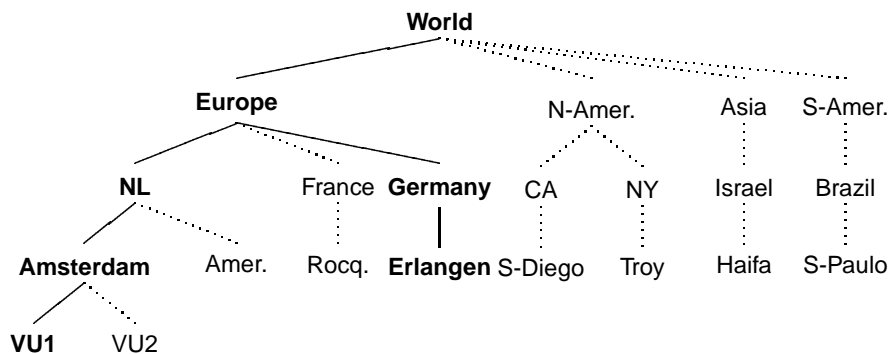 World
Europe N-Amer. Asia S-Amer.
NL France Germany CA NY Israel Brazil
Amsterdam Amer. Rocq. Erlangen S-Diego Troy Haifa S-Paulo
VU1 VU2